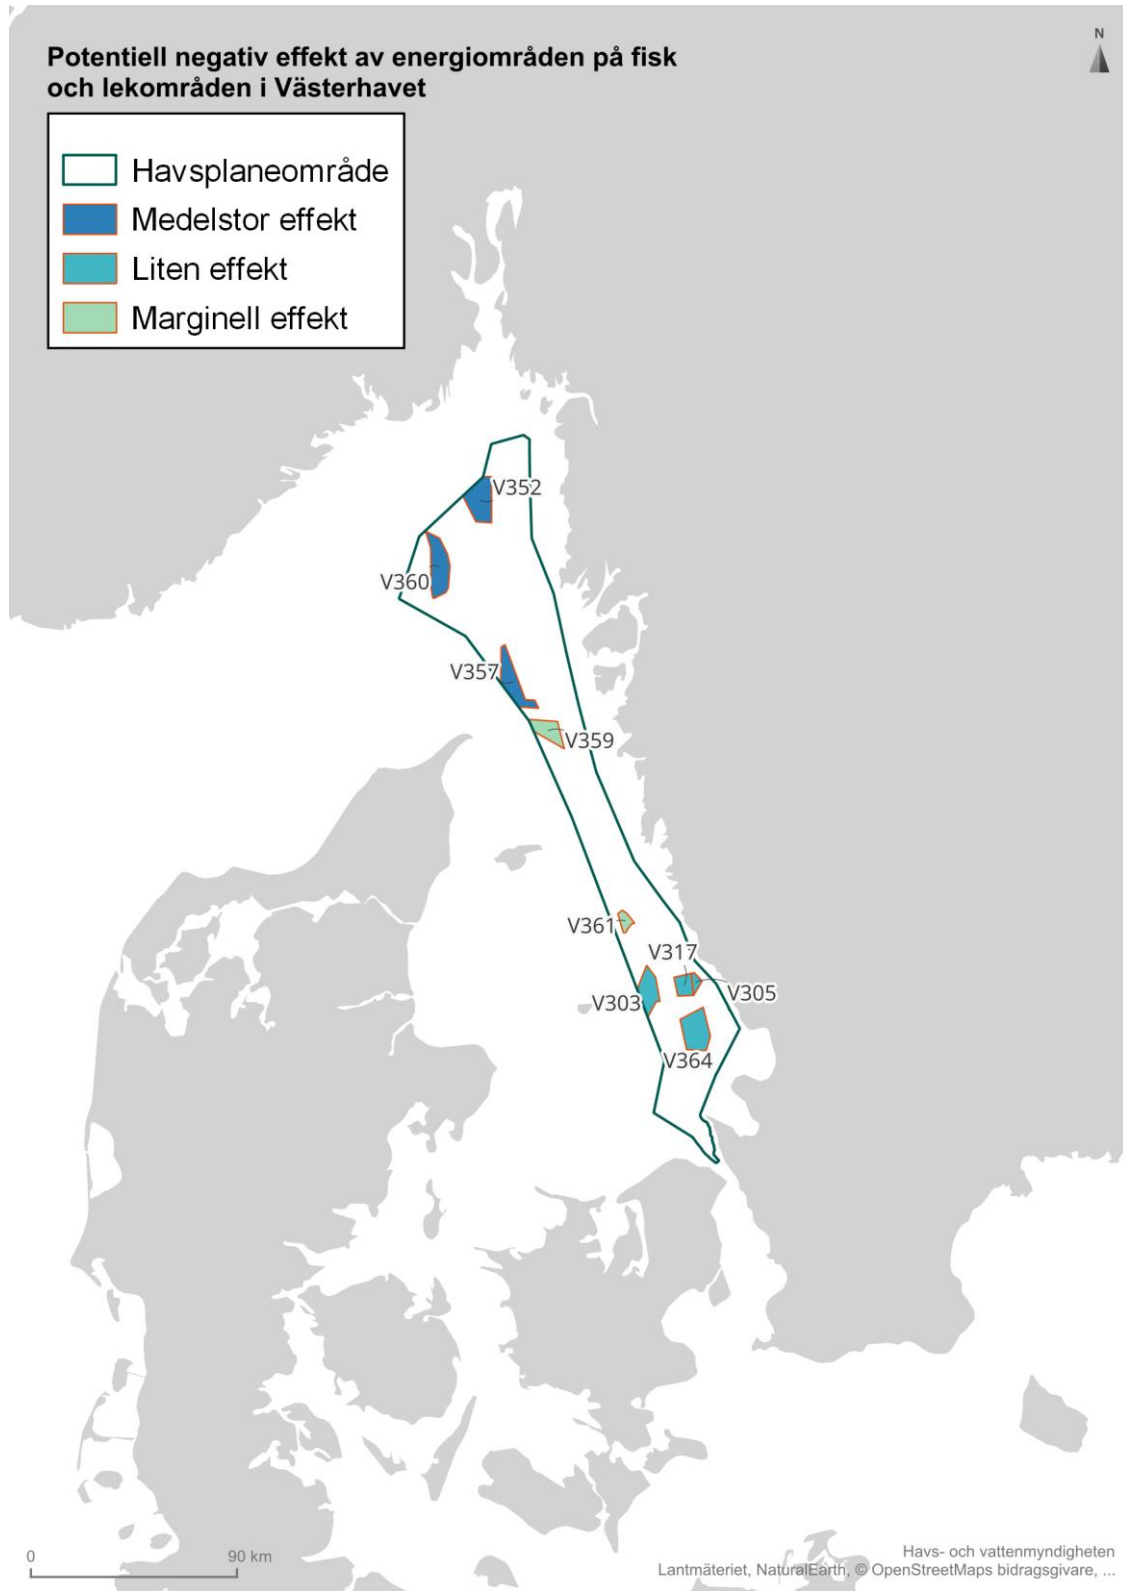 Potentiell negativ effekt av energiområden på fisk
och lekområden i Västerhavet
N
Havsplaneområde
Medelstor effekt
Liten effekt
Marginell effekt
V352
V360
V357
V359
V361
V317
V303
V305
V364
0
90 km
Havs- och vattenmyndigheten
Lantmäteriet, NaturalEarth, © OpenStreetMaps bidragsgivare, ...